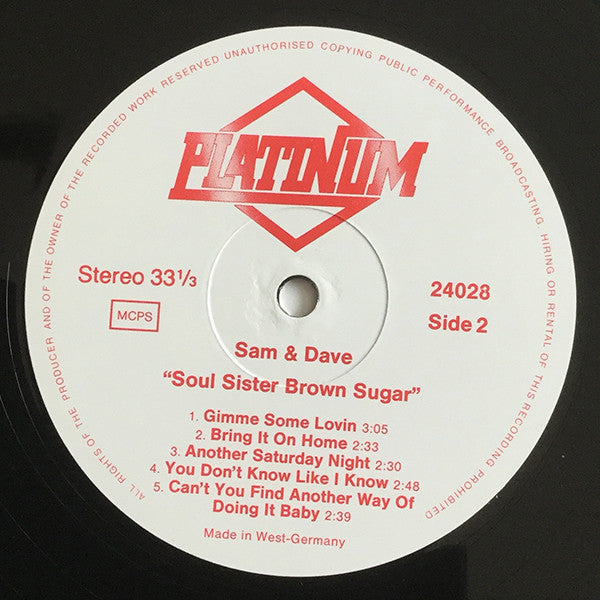 ALL RIGHTS OF THE PRODUCER AND OF THE OWNER OF THE RECORDED WORK RESERVED UNAUTHORISED COPYING PUBLIC PERFORMANCE BROADCASTING HIRING OR RENTAL OF THIS RECORDING PROHIBITED
PLATINUM
Stereo 33 1/3
24028
MCPS
Side 2
Sam & Dave
“Soul Sister Brown Sugar”
1. Gimme Some Lovin 3:05
2. Bring It On Home 2:33
3. Another Saturday Night 2:30
4. You Don’t Know Like I Know 2:48
5. Can’t You Find Another Way Of
Doing It Baby 2:39
Made in West-Germany